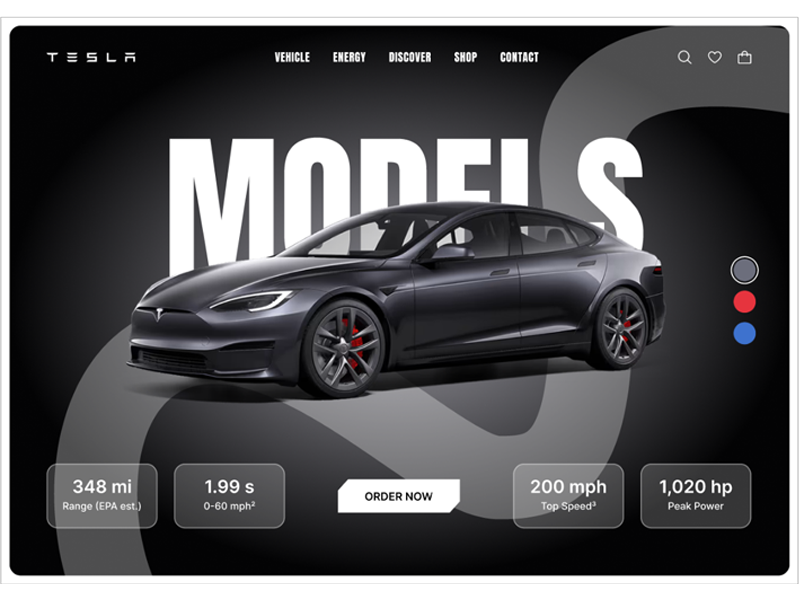 TESLA
VEHICLE ENERGY DISCOVER SHOP CONTACT
MODEL S
348 mi
Range (EPA est.)
1.99 s
0-60 mph²
ORDER NOW
200 mph
Top Speed³
1,020 hp
Peak Power